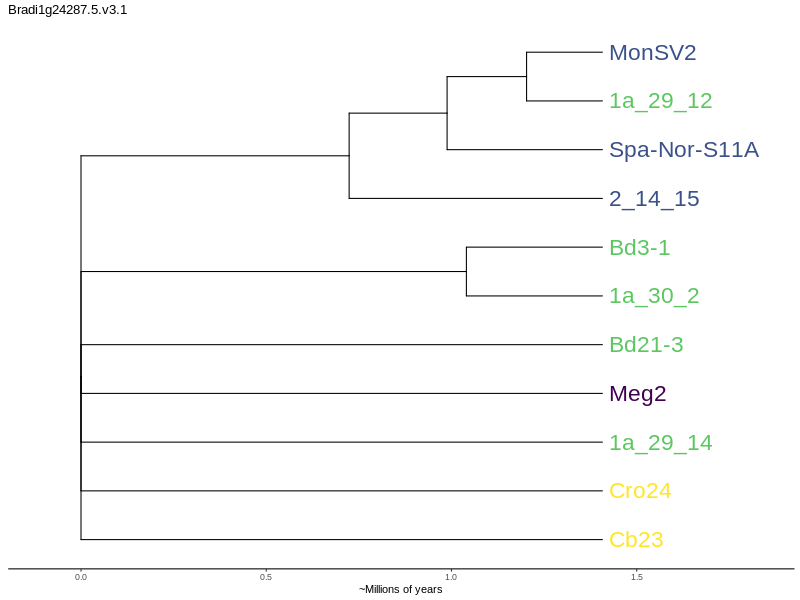 Bradi1g24287.5.v3.1
MonSV2
1a_29_12
Spa-Nor-S11A
2_14_15
Bd3-1
1a_30_2
Bd21-3
Meg2
1a_29_14
Cro24
Cb23
0.0 0.5 1.0 1.5
~Millions of years